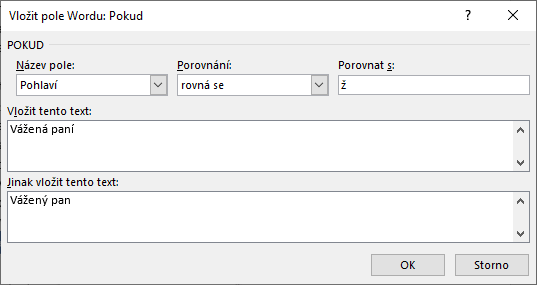 Vložit pole Wordu: Pokud
POKUD
Název pole: Porovnání: Porovnat s:
Pohlaví rovná se ž
Vložit tento text:
Vážená paní
Jinak vložit tento text:
Vážený pan
OK Storno